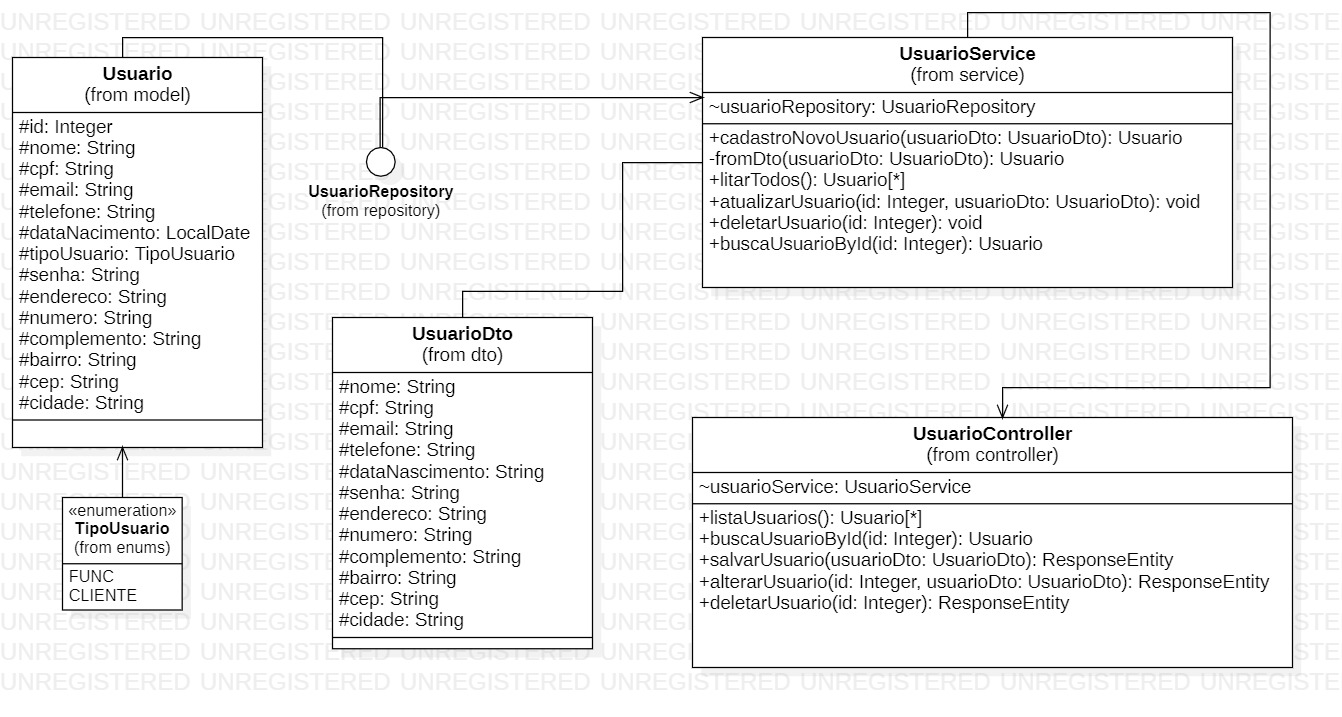 Usuario
(from model)
#id: Integer
#nome: String
#cpf: String
#email: String
#telefone: String
#dataNacimento: LocalDate
#tipoUsuario: TipoUsuario
#senha: String
#endereco: String
#numero: String
#complemento: String
#bairro: String
#cep: String
#cidade: String
«enumeration»
TipoUsuario
(from enums)
FUNC
CLIENTE
UsuarioRepository
(from repository)
UsuarioDto
(from dto)
#nome: String
#cpf: String
#email: String
#telefone: String
#dataNascimento: String
#senha: String
#endereco: String
#numero: String
#complemento: String
#bairro: String
#cep: String
#cidade: String
UsuarioService
(from service)
~usuarioRepository: UsuarioRepository
+cadastroNovoUsuario(usuarioDto: UsuarioDto): Usuario
-fromDto(usuarioDto: UsuarioDto): Usuario
+litarTodos(): Usuario[*]
+atualizarUsuario(id: Integer, usuarioDto: UsuarioDto): void
+deletarUsuario(id: Integer): void
+buscaUsuarioById(id: Integer): Usuario
UsuarioController
(from controller)
~usuarioService: UsuarioService
+listaUsuarios(): Usuario[*]
+buscaUsuarioById(id: Integer): Usuario
+salvarUsuario(usuarioDto: UsuarioDto): ResponseEntity
+alterarUsuario(id: Integer, usuarioDto: UsuarioDto): ResponseEntity
+deletarUsuario(id: Integer): ResponseEntity
UNREGISTERED